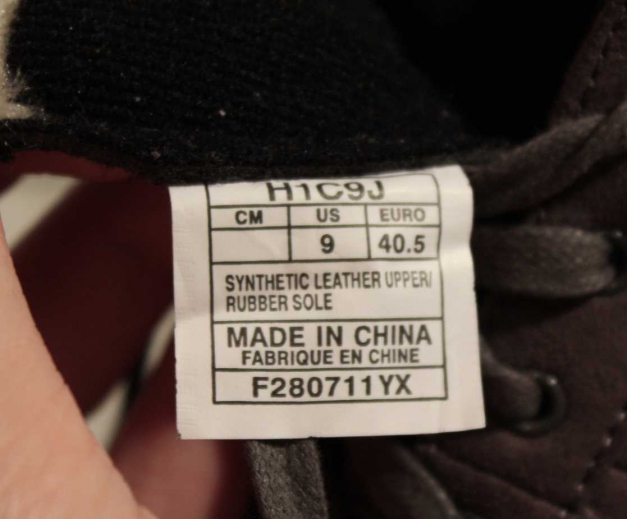 H1C9J
CM US EURO
9 40.5
SYNTHETIC LEATHER UPPER/
RUBBER SOLE
MADE IN CHINA
FABRIQUE EN CHINE
F280711YX